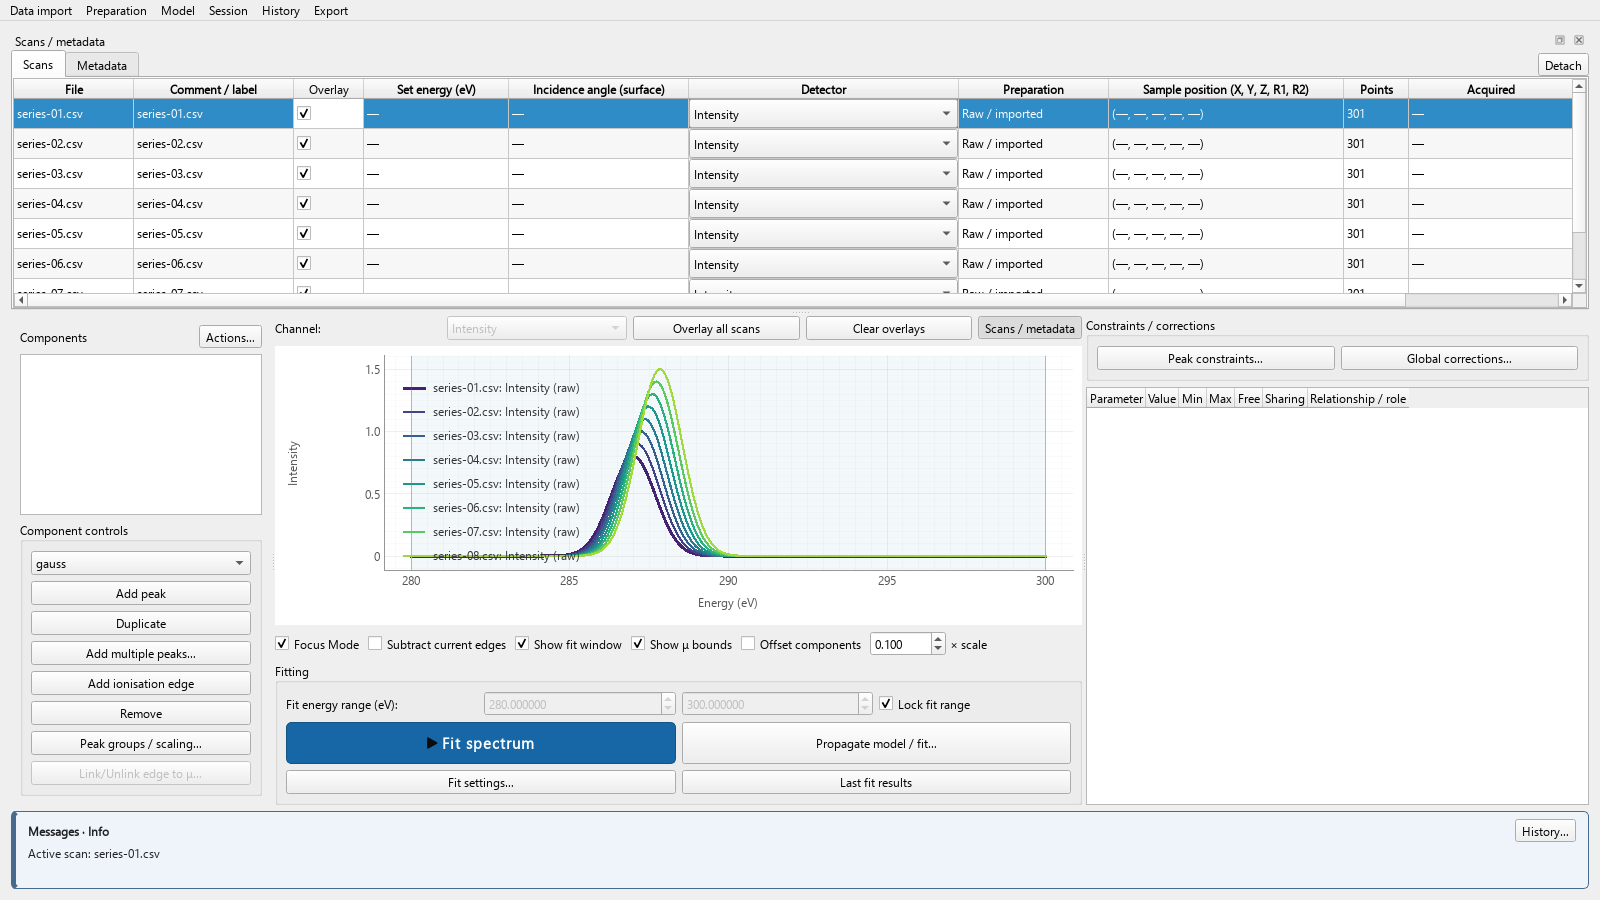 Data import Preparation Model Session History Export
Scans / metadata
Scans Metadata Detach
File Comment / label Overlay Set energy (eV) Incidence angle (surface) Detector Preparation Sample position (X, Y, Z, R1, R2) Points Acquired
series-01.csv series-01.csv — — Intensity Raw / imported (—, —, —, —, —) 301 —
series-02.csv series-02.csv — — Intensity Raw / imported (—, —, —, —, —) 301 —
series-03.csv series-03.csv — — Intensity Raw / imported (—, —, —, —, —) 301 —
series-04.csv series-04.csv — — Intensity Raw / imported (—, —, —, —, —) 301 —
series-05.csv series-05.csv — — Intensity Raw / imported (—, —, —, —, —) 301 —
series-06.csv series-06.csv — — Intensity Raw / imported (—, —, —, —, —) 301 —
Components Actions...
Channel: Intensity Overlay all scans Clear overlays Scans / metadata
Constraints / corrections
Peak constraints... Global corrections...
Parameter Value Min Max Free Sharing Relationship / role
1.5
1.0
0.5
0
Intensity
series-01.csv: Intensity (raw)
series-02.csv: Intensity (raw)
series-03.csv: Intensity (raw)
series-04.csv: Intensity (raw)
series-05.csv: Intensity (raw)
series-06.csv: Intensity (raw)
series-07.csv: Intensity (raw)
series-08.csv: Intensity (raw)
280 285 290 295 300
Energy (eV)
Component controls
gauss
Add peak
Duplicate
Add multiple peaks...
Add ionisation edge
Remove
Peak groups / scaling...
Link/Unlink edge to μ...
Focus Mode Subtract current edges Show fit window Show μ bounds Offset components 0.100 × scale
Fitting
Fit energy range (eV): 280.000000 300.000000 Lock fit range
Fit spectrum Propagate model / fit...
Fit settings... Last fit results
Messages · Info History...
Active scan: series-01.csv